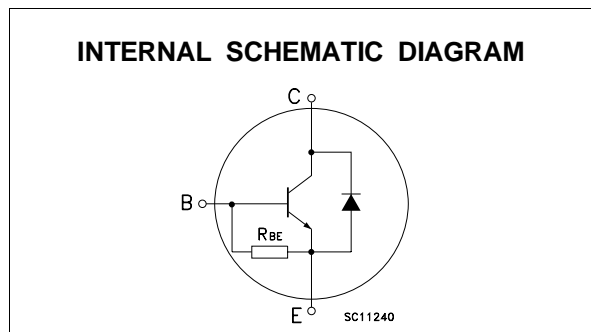 INTERNAL SCHEMATIC DIAGRAM
C
B
RBE
E
SC11240